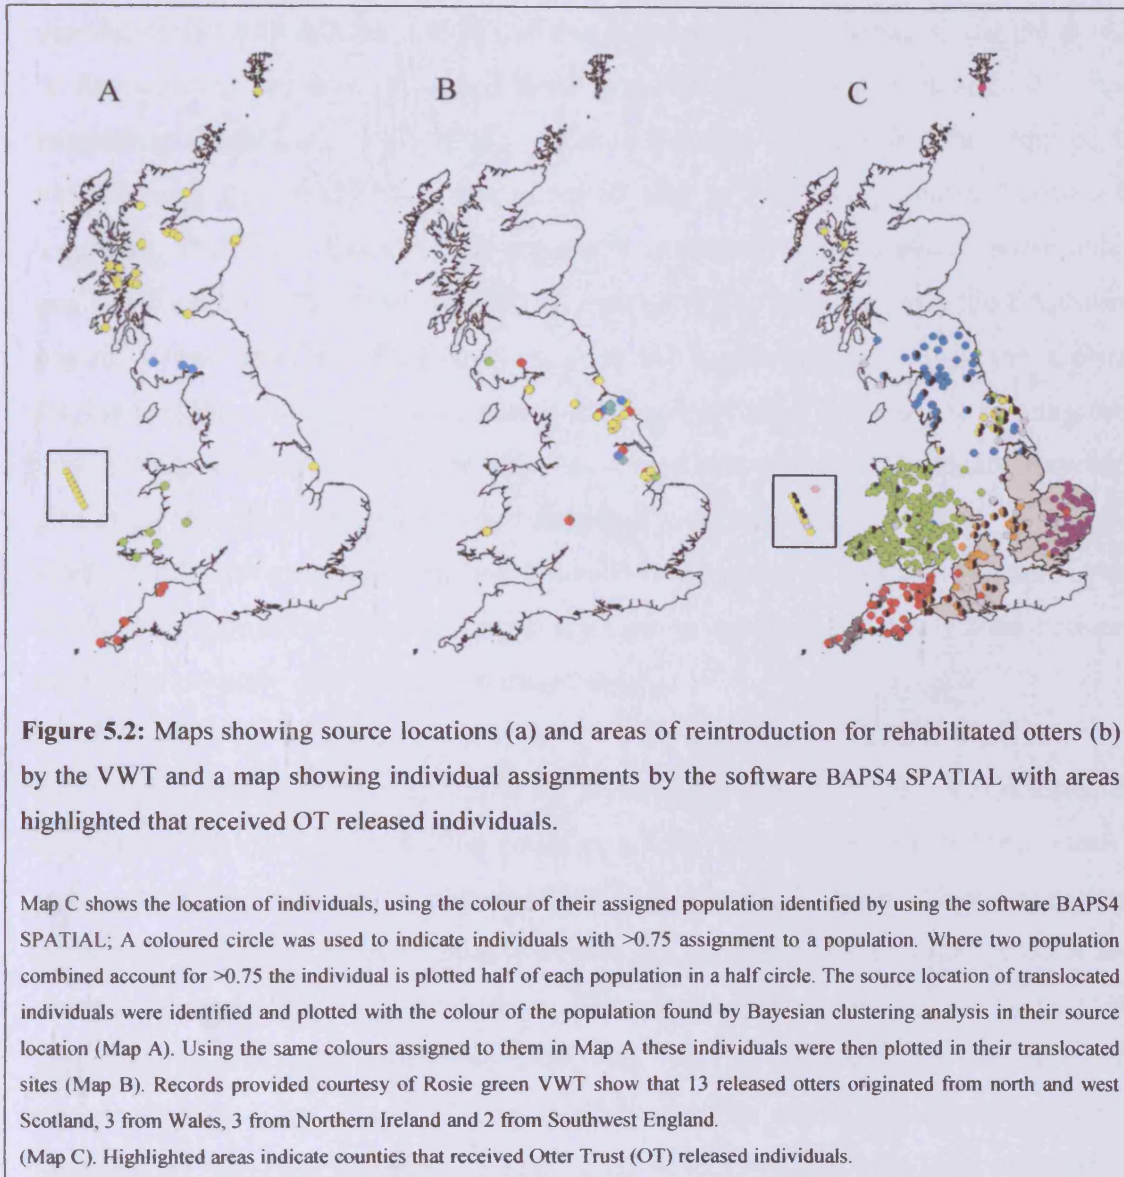 A B C
Figure 5.2: Maps showing source locations (a) and areas of reintroduction for rehabilitated otters (b)
by the VWT and a map showing individual assignments by the software BAPS4 SPATIAL with areas
highlighted that received OT released individuals.
Map C shows the location of individuals, using the colour of their assigned population identified by using the software BAPS4
SPATIAL; A coloured circle was used to indicate individuals with >0.75 assignment to a population. Where two population
combined account for >0.75 the individual is plotted half of each population in a half circle. The source location of translocated
individuals were identified and plotted with the colour of the population found by Bayesian clustering analysis in their source
location (Map A). Using the same colours assigned to them in Map A these individuals were then plotted in their translocated
sites (Map B). Records provided courtesy of Rosie green VWT show that 13 released otters originated from north and west
Scotland, 3 from Wales, 3 from Northern Ireland and 2 from Southwest England.
(Map C). Highlighted areas indicate counties that received Otter Trust (OT) released individuals.